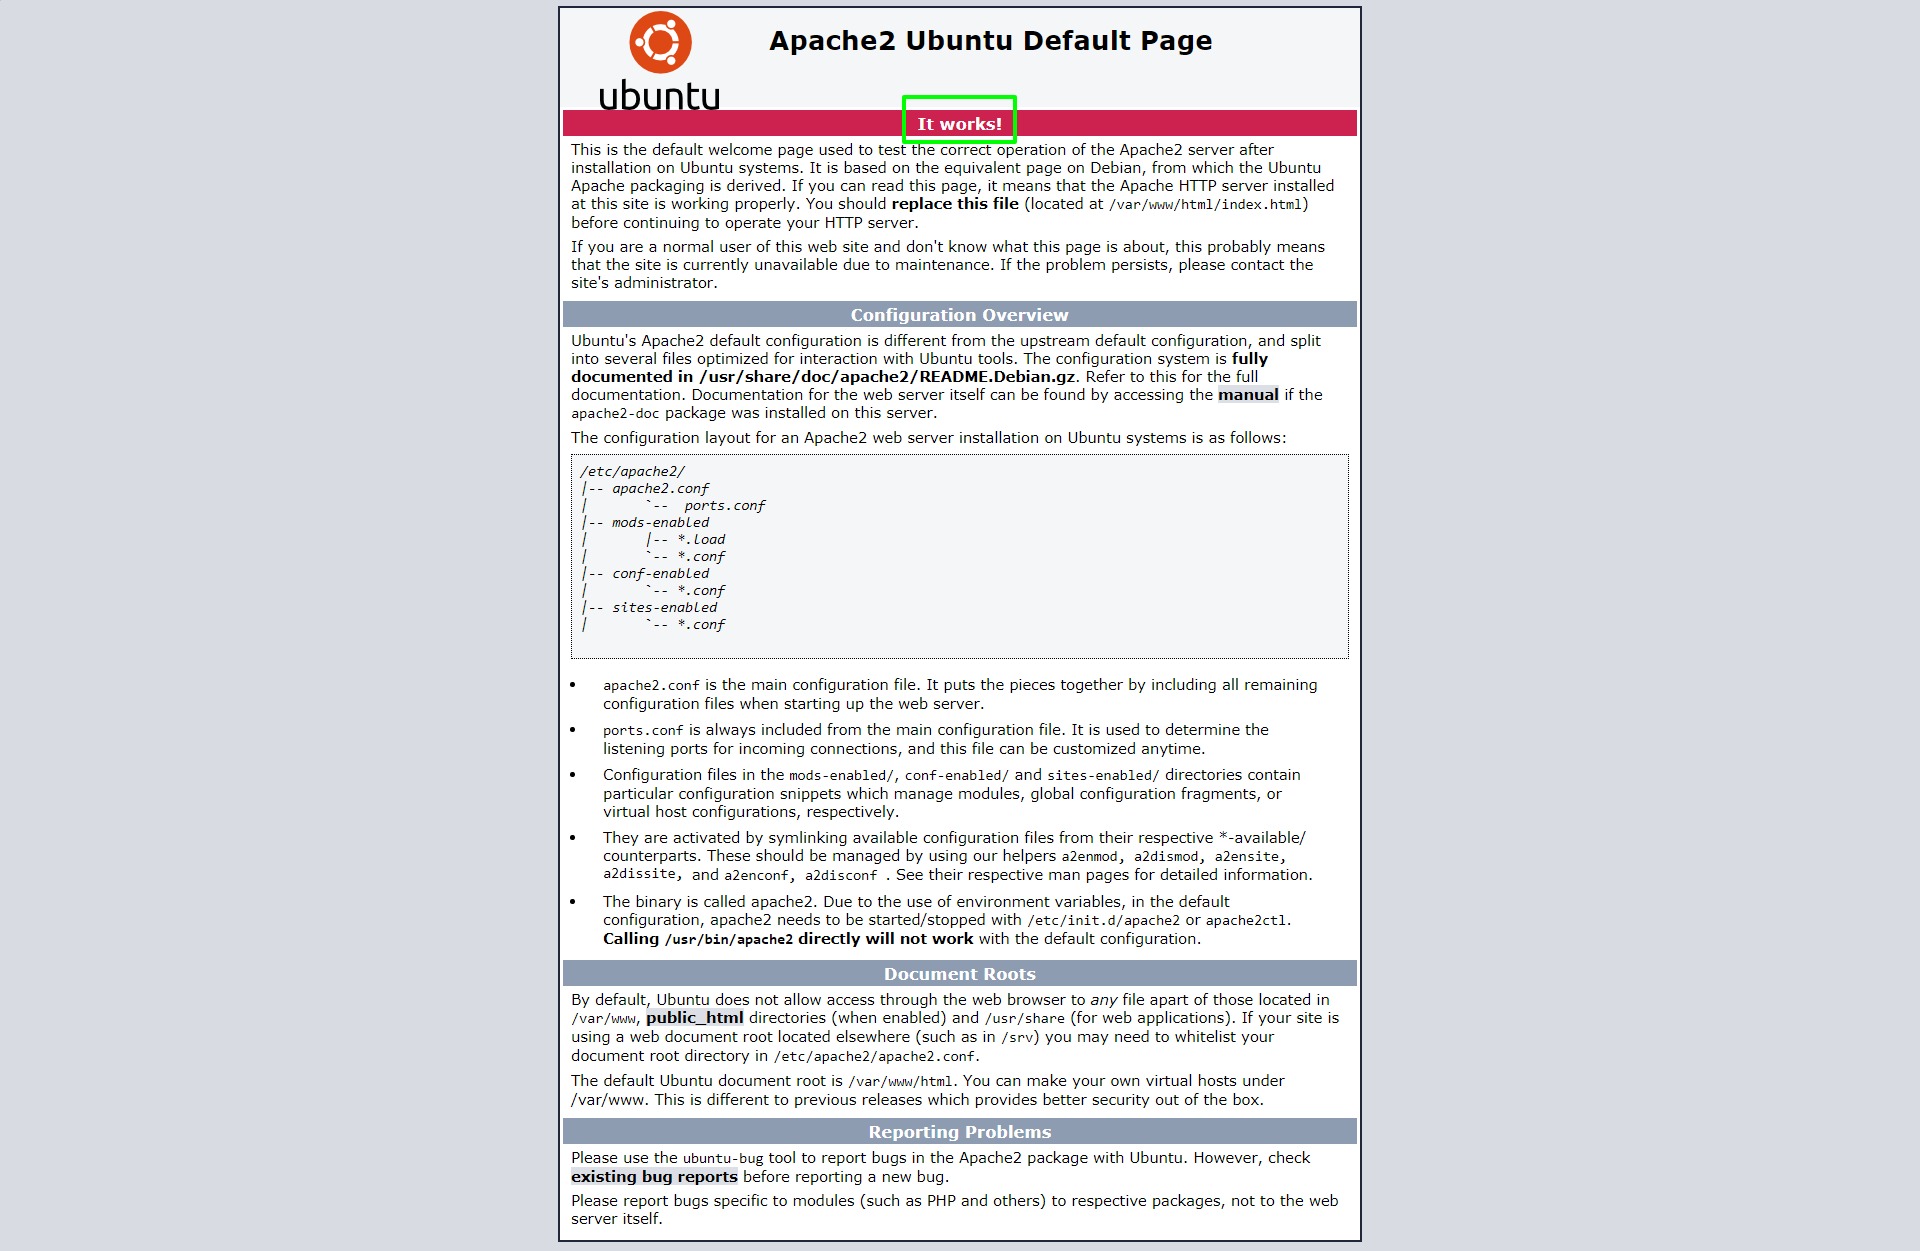 Apache2 Ubuntu Default Page
ubuntu
It works!
This is the default welcome page used to test the correct operation of the Apache2 server after
installation on Ubuntu systems. It is based on the equivalent page on Debian, from which the Ubuntu
Apache packaging is derived. If you can read this page, it means that the Apache HTTP server installed
at this site is working properly. You should replace this file (located at /var/www/html/index.html)
before continuing to operate your HTTP server.
If you are a normal user of this web site and don't know what this page is about, this probably means
that the site is currently unavailable due to maintenance. If the problem persists, please contact the
site's administrator.
Configuration Overview
Ubuntu's Apache2 default configuration is different from the upstream default configuration, and split
into several files optimized for interaction with Ubuntu tools. The configuration system is fully
documented in /usr/share/doc/apache2/README.Debian.gz. Refer to this for the full
documentation. Documentation for the web server itself can be found by accessing the manual if the
apache2-doc package was installed on this server.
The configuration layout for an Apache2 web server installation on Ubuntu systems is as follows:
/etc/apache2/
|-- apache2.conf
|       `--  ports.conf
|-- mods-enabled
|       |-- *.load
|       `-- *.conf
|-- conf-enabled
|       `-- *.conf
|-- sites-enabled
|       `-- *.conf
• apache2.conf is the main configuration file. It puts the pieces together by including all remaining
configuration files when starting up the web server.
• ports.conf is always included from the main configuration file. It is used to determine the
listening ports for incoming connections, and this file can be customized anytime.
• Configuration files in the mods-enabled/, conf-enabled/ and sites-enabled/ directories contain
particular configuration snippets which manage modules, global configuration fragments, or
virtual host configurations, respectively.
• They are activated by symlinking available configuration files from their respective *-available/
counterparts. These should be managed by using our helpers a2enmod, a2dismod, a2ensite,
a2dissite, and a2enconf, a2disconf . See their respective man pages for detailed information.
• The binary is called apache2. Due to the use of environment variables, in the default
configuration, apache2 needs to be started/stopped with /etc/init.d/apache2 or apache2ctl.
Calling /usr/bin/apache2 directly will not work with the default configuration.
Document Roots
By default, Ubuntu does not allow access through the web browser to any file apart of those located in
/var/www, public_html directories (when enabled) and /usr/share (for web applications). If your site is
using a web document root located elsewhere (such as in /srv) you may need to whitelist your
document root directory in /etc/apache2/apache2.conf.
The default Ubuntu document root is /var/www/html. You can make your own virtual hosts under
/var/www. This is different to previous releases which provides better security out of the box.
Reporting Problems
Please use the ubuntu-bug tool to report bugs in the Apache2 package with Ubuntu. However, check
existing bug reports before reporting a new bug.
Please report bugs specific to modules (such as PHP and others) to respective packages, not to the web
server itself.